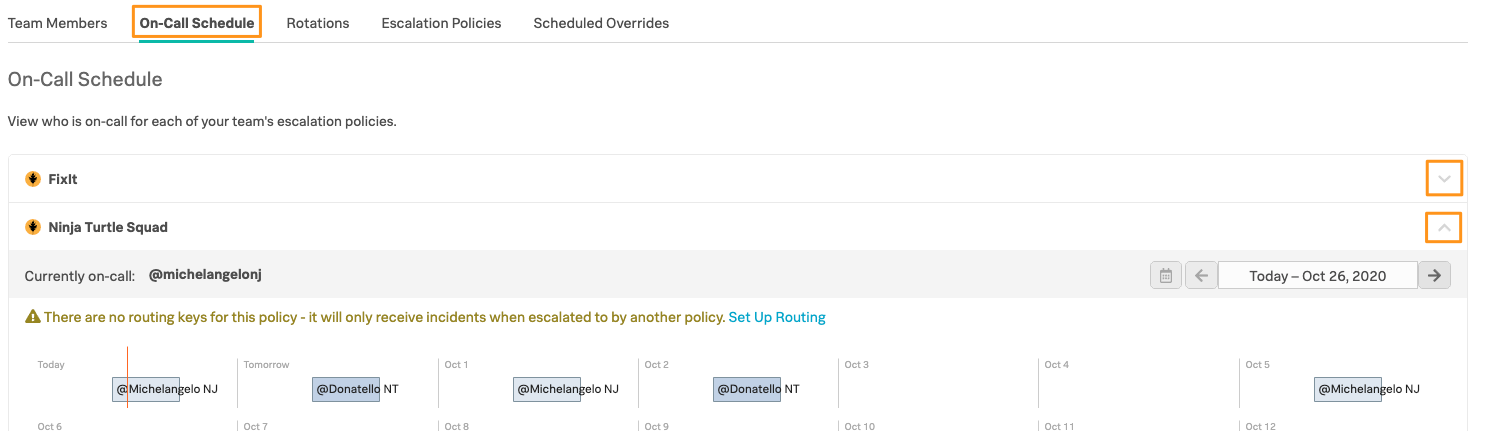 Team Members On-Call Schedule Rotations Escalation Policies Scheduled Overrides
On-Call Schedule
View who is on-call for each of your team's escalation policies.
FixIt
Ninja Turtle Squad
Currently on-call: @michelangelonj Today – Oct 26, 2020
There are no routing keys for this policy - it will only receive incidents when escalated to by another policy. Set Up Routing
Today Tomorrow Oct 1 Oct 2 Oct 3 Oct 4 Oct 5
@Michelangelo NJ @Donatello NT @Michelangelo NJ @Donatello NT @Michelangelo NJ
Oct 6 Oct 7 Oct 8 Oct 9 Oct 10 Oct 11 Oct 12